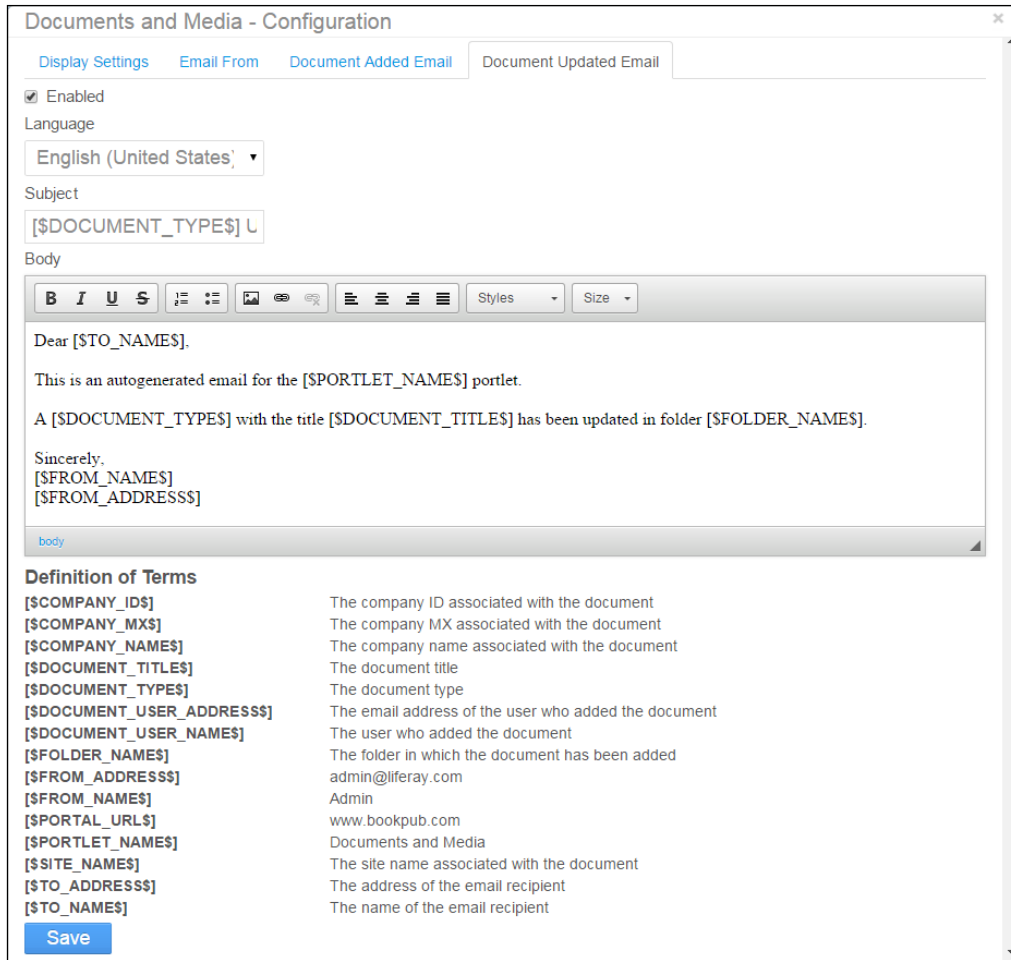 Documents and Media - Configuration
Display Settings Email From Document Added Email Document Updated Email
Enabled
Language
English (United States)
Subject
[$DOCUMENT_TYPE$] U
Body
B I U S Styles Size
Dear [$TO_NAME$],
This is an autogenerated email for the [$PORTLET_NAME$] portlet.
A [$DOCUMENT_TYPE$] with the title [$DOCUMENT_TITLE$] has been updated in folder [$FOLDER_NAME$].
Sincerely,
[$FROM_NAME$]
[$FROM_ADDRESS$]
body
Definition of Terms
[$COMPANY_ID$] The company ID associated with the document
[$COMPANY_MX$] The company MX associated with the document
[$COMPANY_NAME$] The company name associated with the document
[$DOCUMENT_TITLE$] The document title
[$DOCUMENT_TYPE$] The document type
[$DOCUMENT_USER_ADDRESS$] The email address of the user who added the document
[$DOCUMENT_USER_NAME$] The user who added the document
[$FOLDER_NAME$] The folder in which the document has been added
[$FROM_ADDRESS$] admin@liferay.com
[$FROM_NAME$] Admin
[$PORTAL_URL$] www.bookpub.com
[$PORTLET_NAME$] Documents and Media
[$SITE_NAME$] The site name associated with the document
[$TO_ADDRESS$] The address of the email recipient
[$TO_NAME$] The name of the email recipient
Save